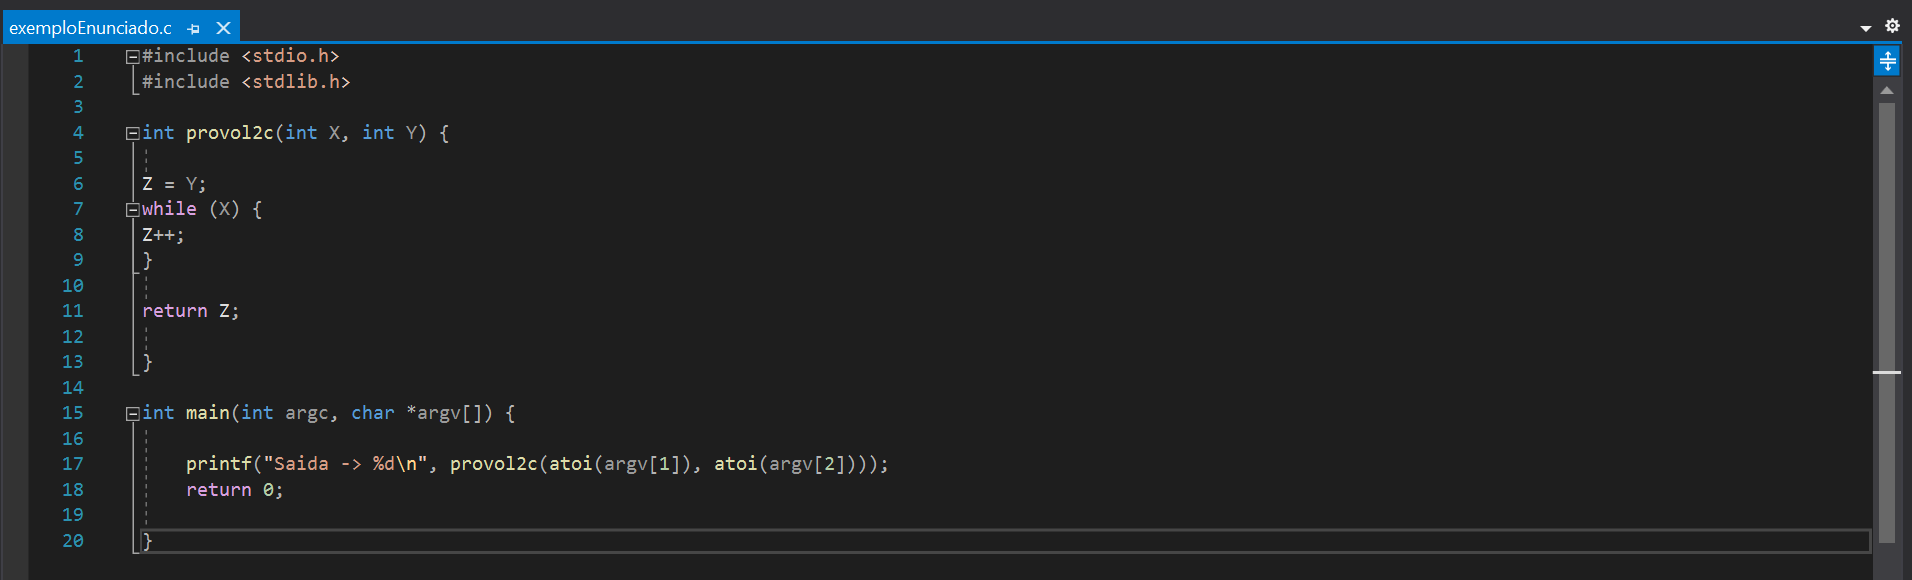 exemploEnunciado.c
1 #include <stdio.h>
2 #include <stdlib.h>
3
4 int provol2c(int X, int Y) {
5
6 Z = Y;
7 while (X) {
8 Z++;
9 }
10
11 return Z;
12
13 }
14
15 int main(int argc, char *argv[]) {
16
17 printf("Saida -> %d\n", provol2c(atoi(argv[1]), atoi(argv[2])));
18 return 0;
19
20 }